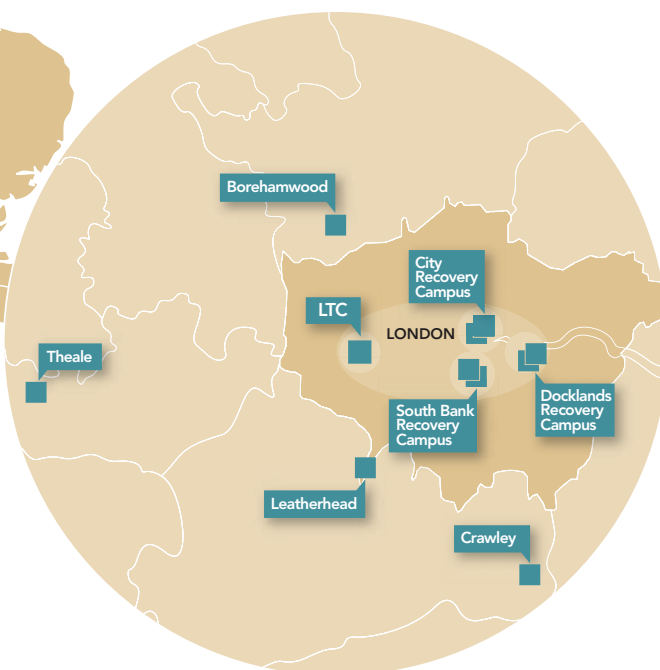 Borehamwood
City
Recovery
Campus
LTC
LONDON
Theale
South Bank
Recovery
Campus
Docklands
Recovery
Campus
Leatherhead
Crawley